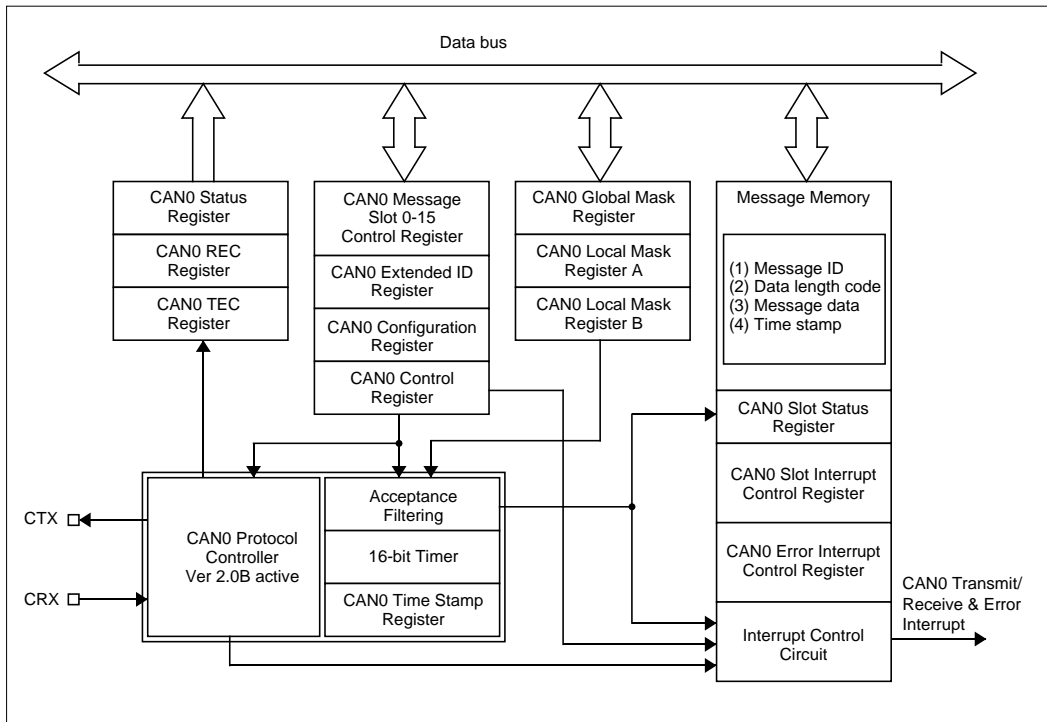 Data bus
CAN0 Status
Register
CAN0 REC
Register
CAN0 TEC
Register
CAN0 Message
Slot 0-15
Control Register
CAN0 Extended ID
Register
CAN0 Configuration
Register
CAN0 Control
Register
CAN0 Global Mask
Register
CAN0 Local Mask
Register A
CAN0 Local Mask
Register B
Message Memory
(1) Message ID
(2) Data length code
(3) Message data
(4) Time stamp
CAN0 Slot Status
Register
CAN0 Slot Interrupt
Control Register
CAN0 Error Interrupt
Control Register
Interrupt Control
Circuit
CTX
CRX
CAN0 Protocol
Controller
Ver 2.0B active
Acceptance
Filtering
16-bit Timer
CAN0 Time Stamp
Register
CAN0 Transmit/
Receive & Error
Interrupt